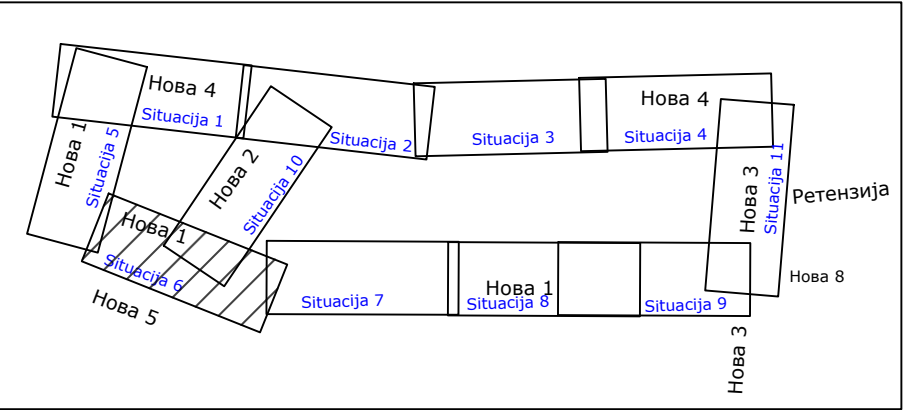 Нова 4
Situacija 1
Situacija 2
Situacija 3
Нова 4
Situacija 4
Нова 1
Situacija 5
Нова 2
Situacija 10
Нова 3
Situacija 11
Ретензија
Нова 1
Situacija 6
Нова 5
Situacija 7
Нова 1
Situacija 8
Situacija 9
Нова 8
Нова 3